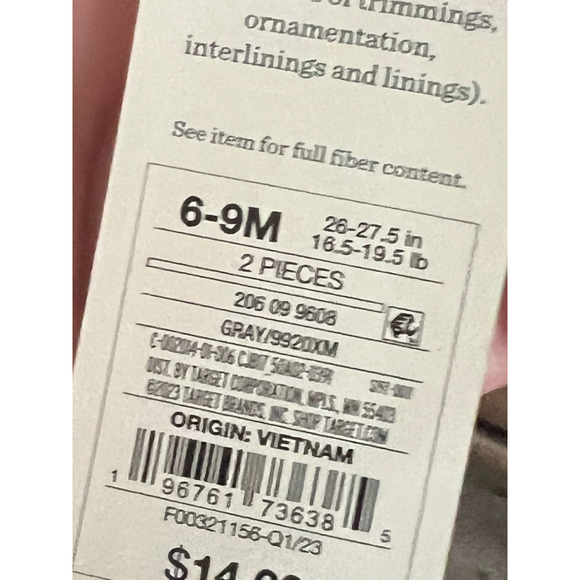 trimmings,
ornamentation,
interlinings and linings).
See item for full fiber content.
6-9M
26-27.5 in
16.5-19.5 lb
2 PIECES
206 09 9608
GRAY/9920XM
DIST. BY TARGET CORPORATION, MPLS, MN 55403
©2023 TARGET BRANDS, INC. SHOP TARGET.COM
ORIGIN: VIETNAM
1 96761 73638 5
F00321156-Q1/23